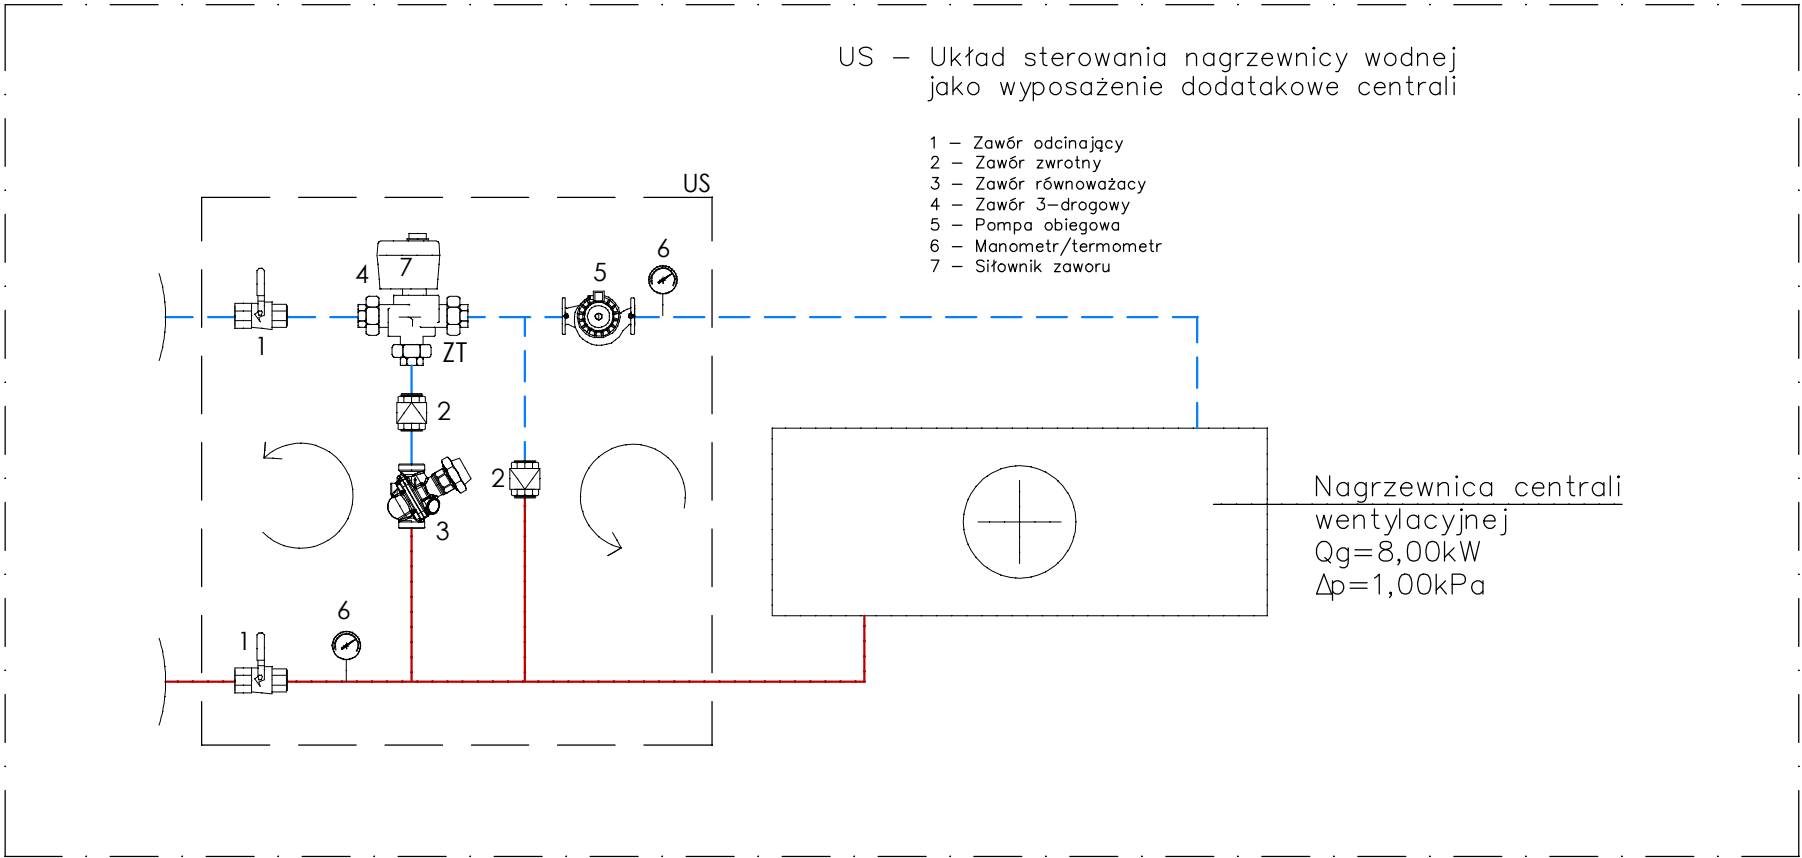 US – Układ sterowania nagrzewnicy wodnej
jako wyposażenie dodatakowe centrali
1 – Zawór odcinający
2 – Zawór zwrotny
3 – Zawór równoważacy
4 – Zawór 3–drogowy
5 – Pompa obiegowa
6 – Manometr/termometr
7 – Siłownik zaworu
US
4
7
5
6
1
ZT
2
2
3
6
1
Nagrzewnica centrali
wentylacyjnej
Qg=8,00kW
Δp=1,00kPa